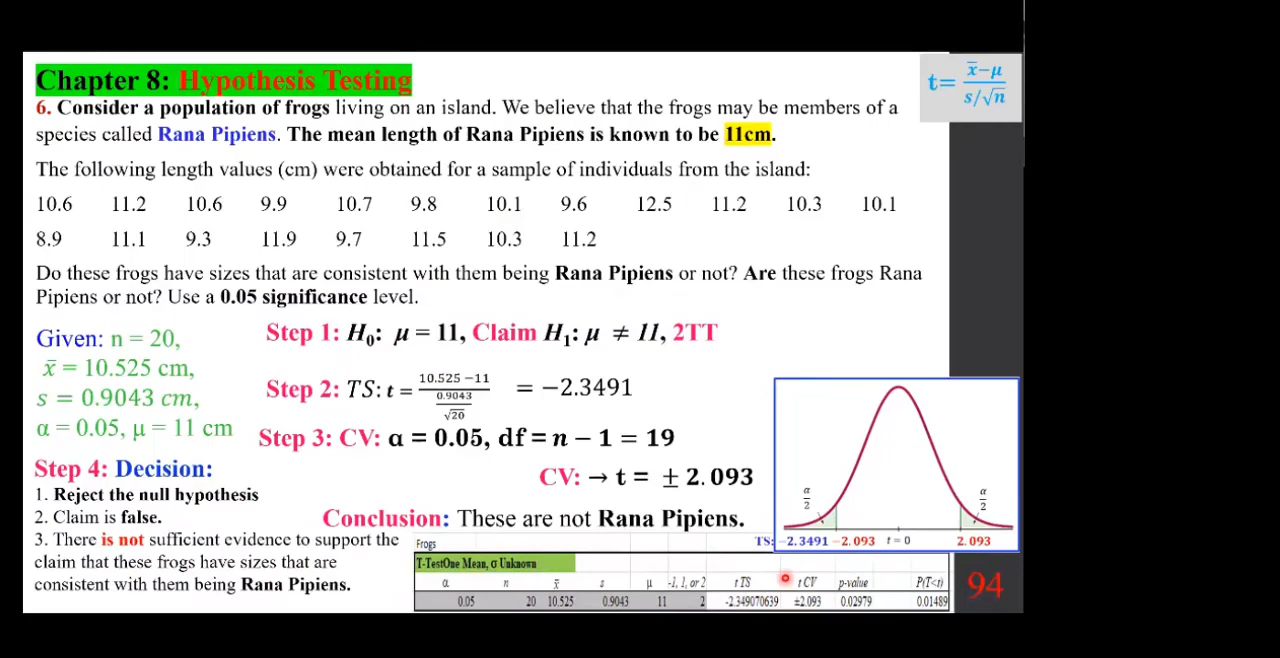 Chapter 8: Hypothesis Testing
t= x̄−μ / s/√n
6. Consider a population of frogs living on an island. We believe that the frogs may be members of a
species called Rana Pipiens. The mean length of Rana Pipiens is known to be 11cm.
The following length values (cm) were obtained for a sample of individuals from the island:
10.6 11.2 10.6 9.9 10.7 9.8 10.1 9.6 12.5 11.2 10.3 10.1
8.9 11.1 9.3 11.9 9.7 11.5 10.3 11.2
Do these frogs have sizes that are consistent with them being Rana Pipiens or not? Are these frogs Rana
Pipiens or not? Use a 0.05 significance level.
Given: n = 20,
x̄ = 10.525 cm,
s = 0.9043 cm,
α = 0.05, μ = 11 cm
Step 1: H₀: μ = 11, Claim H₁: μ ≠ 11, 2TT
Step 2: TS: t = 10.525 −11 / 0.9043 / √20 = −2.3491
Step 3: CV: α = 0.05, df = n − 1 = 19
CV: → t = ± 2.093
Step 4: Decision:
1. Reject the null hypothesis
2. Claim is false.
3. There is not sufficient evidence to support the
claim that these frogs have sizes that are
consistent with them being Rana Pipiens.
Conclusion: These are not Rana Pipiens.
α/2 α/2
TS: −2.3491 −2.093 t = 0 2.093
Frogs
T-TestOne Mean, σ Unknown
α n x̄ s μ -1, 1, or 2 t TS t CV p-value P(T<t)
0.05 20 10.525 0.9043 11 2 -2.349070639 ±2.093 0.02979 0.01489
94